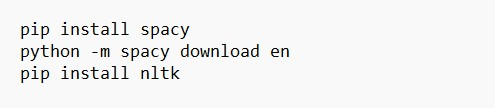 pip install spacy
python -m spacy download en
pip install nltk